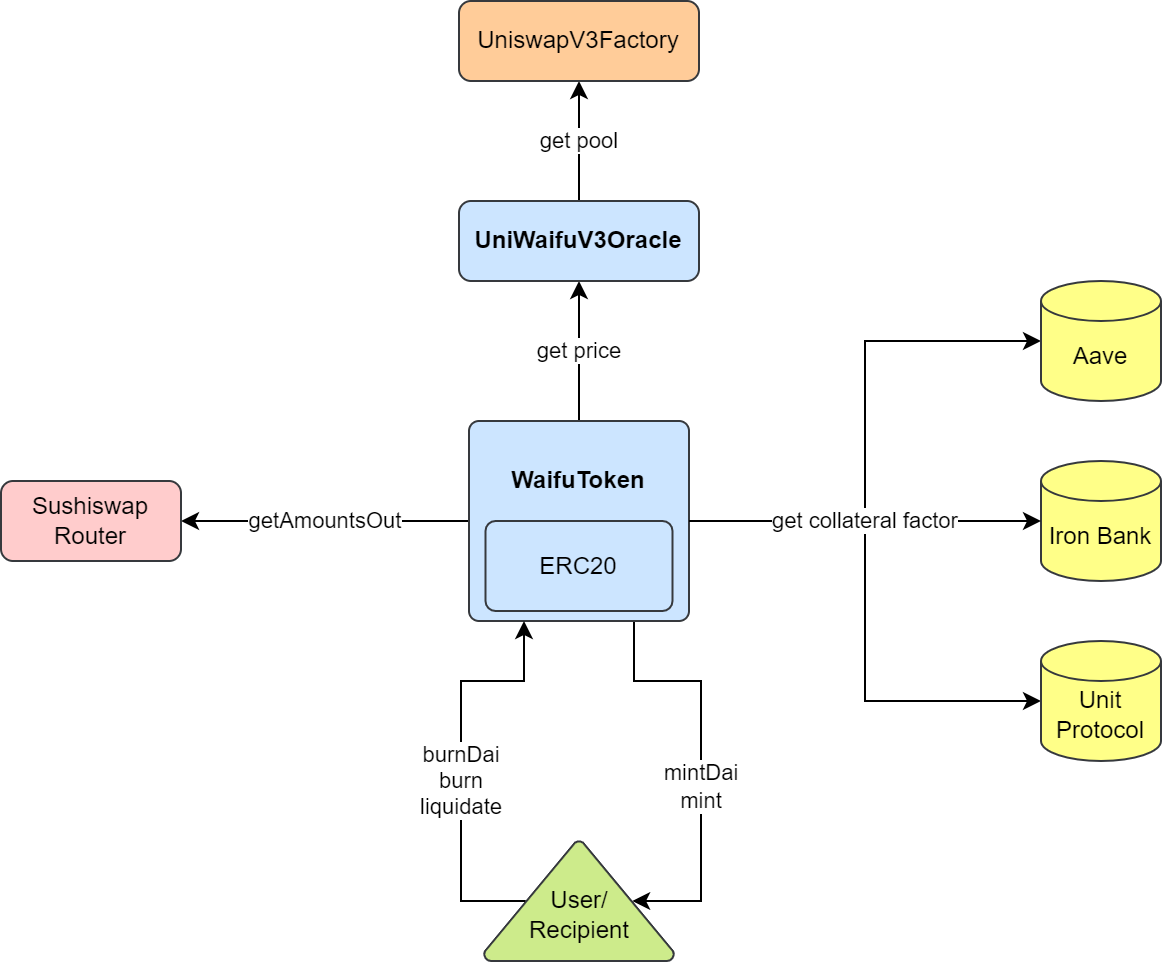 UniswapV3Factory
get pool
UniWaifuV3Oracle
get price
Aave
WaifuToken
Sushiswap
Router
getAmountsOut
get collateral factor
Iron Bank
ERC20
Unit
Protocol
burnDai
burn
liquidate
mintDai
mint
User/
Recipient